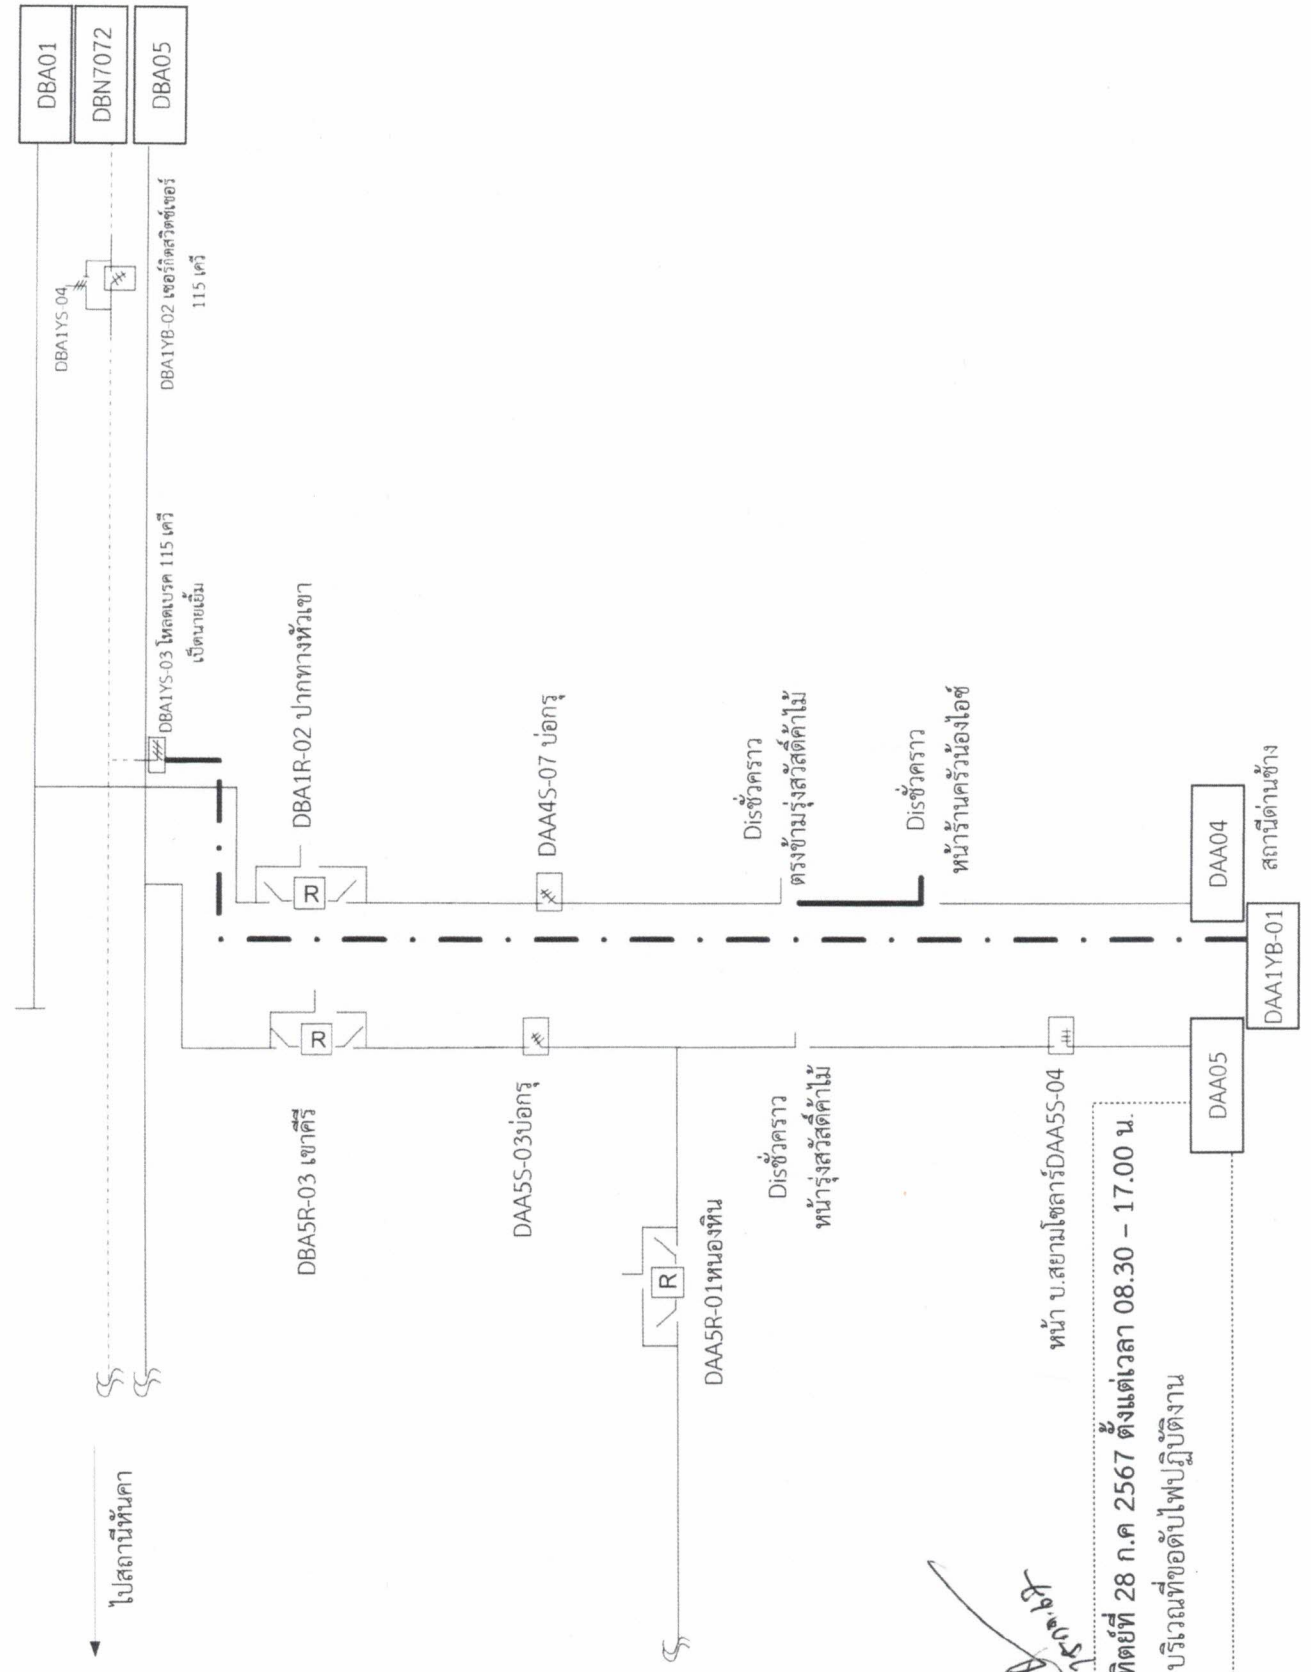 DBA01
DBN7072
DBA05
DBA1YS-04
DBA1YB-02 เซอร์กิตสวิตซ์เซอร์
115 เควี
DBA1YS-03 โหลดเบรค 115 เควี
เป็ดนายเยิ้ม
ไปสถานีหันคา
DBA1R-02 ปากทางหัวเขา
R
DBA5R-03 เขาคีรี
R
DAA4S-07 บ่อกรุ
DAA5S-03บ่อกรุ
DAA5R-01หนองหิน
R
Disชั่วคราว
ตรงข้ามรุ่งสวัสดิ์ค้าไม้
Disชั่วคราว
หน้ารุ่งสวัสดิ์ค้าไม้
Disชั่วคราว
หน้าร้านครัวน้องไอซ์
หน้า บ.สยามโซลาร์DAA5S-04
DAA04
DAA1YB-01
DAA05
สถานีด่านช้าง
ทิตย์ที่ 28 ก.ค 2567 ตั้งแต่เวลา 08.30 – 17.00 น.
บริเวณที่ขอดับไฟปฏิบัติงาน